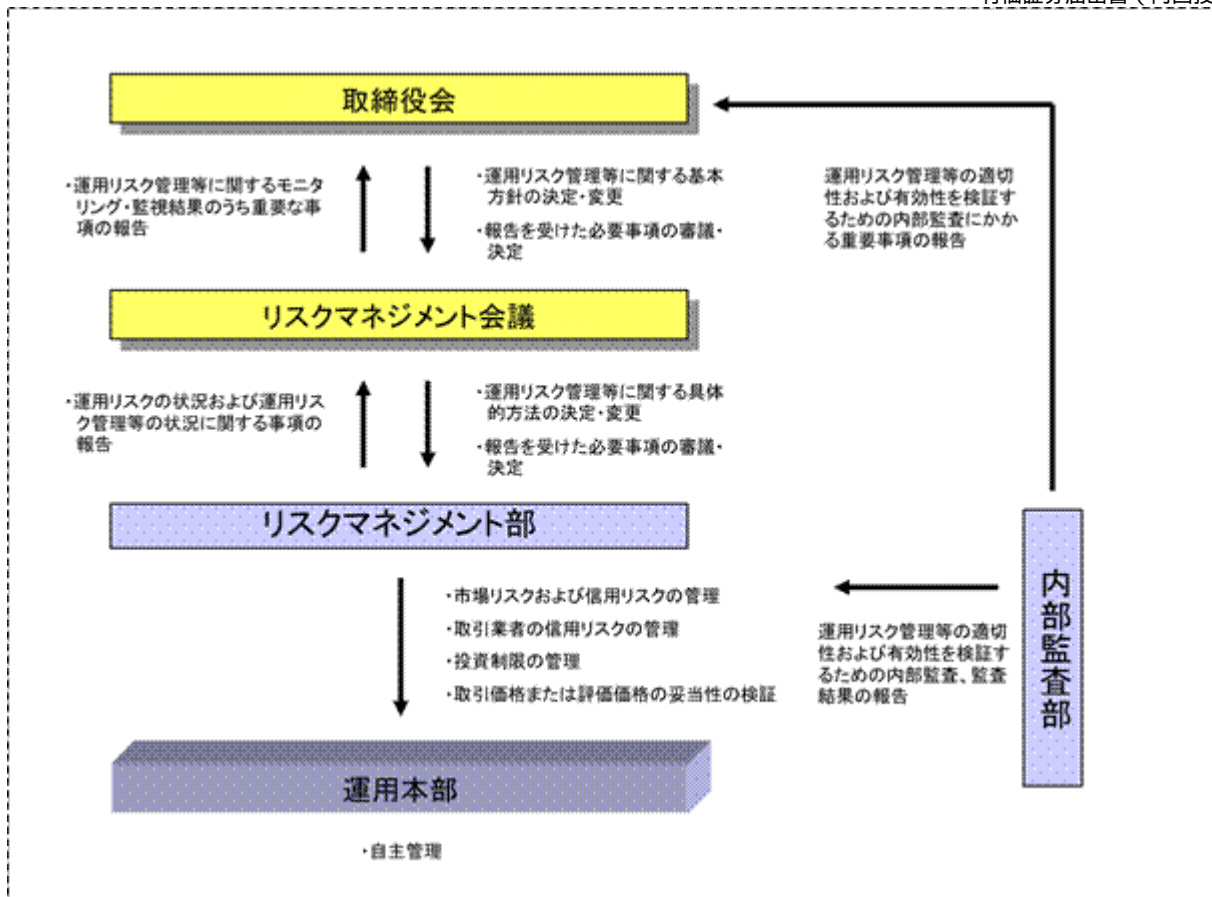 取締役会
・運用リスク管理等に関するモニタ
リング・監視結果のうち重要な事
項の報告
・運用リスク管理等に関する基本
方針の決定・変更
・報告を受けた必要事項の審議・
決定
運用リスク管理等の適切
性および有効性を検証す
るための内部監査にかか
る重要事項の報告
リスクマネジメント会議
・運用リスクの状況および運用リス
ク管理等の状況に関する事項の
報告
・運用リスク管理等に関する具体
的方法の決定・変更
・報告を受けた必要事項の審議・
決定
リスクマネジメント部
・市場リスクおよび信用リスクの管理
・取引業者の信用リスクの管理
・投資制限の管理
・取引価格または評価価格の妥当性の検証
運用リスク管理等の適切
性および有効性を検証す
るための内部監査、監査
結果の報告
内部監査部
運用本部
・自主管理